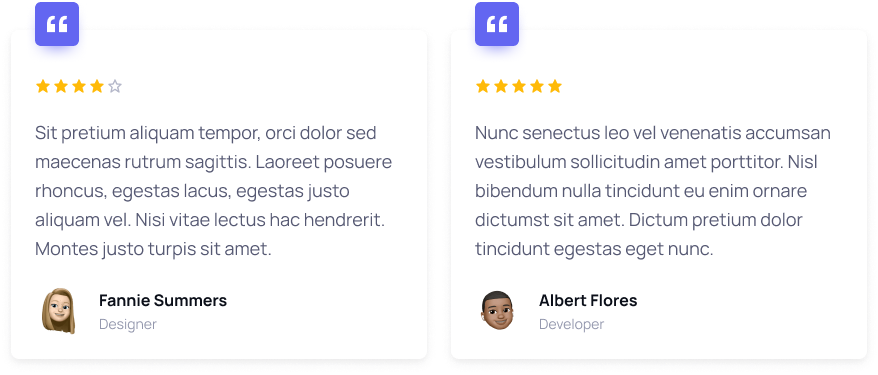 Sit pretium aliquam tempor, orci dolor sed
maecenas rutrum sagittis. Laoreet posuere
rhoncus, egestas lacus, egestas justo
aliquam vel. Nisi vitae lectus hac hendrerit.
Montes justo turpis sit amet.
Fannie Summers
Designer
Nunc senectus leo vel venenatis accumsan
vestibulum sollicitudin amet porttitor. Nisl
bibendum nulla tincidunt eu enim ornare
dictumst sit amet. Dictum pretium dolor
tincidunt egestas eget nunc.
Albert Flores
Developer